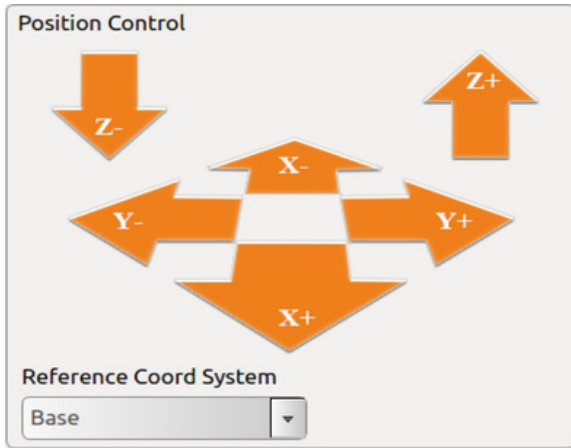 Position Control
Z-
Z+
X-
Y-
Y+
X+
Reference Coord System
Base